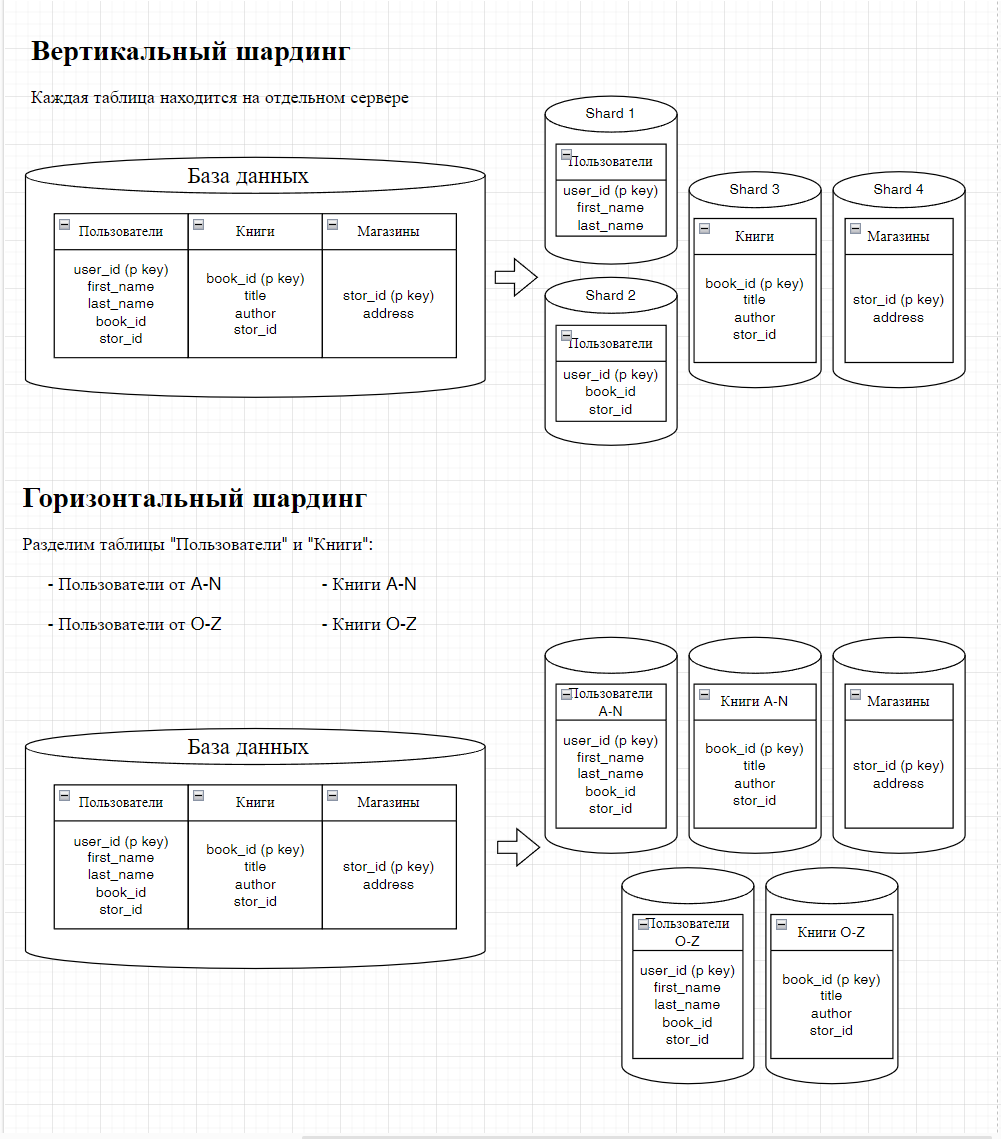 Вертикальный шардинг
Каждая таблица находится на отдельном сервере
База данных
Пользователи
user_id (p key)
first_name
last_name
book_id
stor_id
Книги
book_id (p key)
title
author
stor_id
Магазины
stor_id (p key)
address
Shard 1
Пользователи
user_id (p key)
first_name
last_name
Shard 2
Пользователи
user_id (p key)
book_id
stor_id
Shard 3
Книги
book_id (p key)
title
author
stor_id
Shard 4
Магазины
stor_id (p key)
address
Горизонтальный шардинг
Разделим таблицы "Пользователи" и "Книги":
- Пользователи от A-N
- Книги A-N
- Пользователи от O-Z
- Книги O-Z
База данных
Пользователи
user_id (p key)
first_name
last_name
book_id
stor_id
Книги
book_id (p key)
title
author
stor_id
Магазины
stor_id (p key)
address
Пользователи
A-N
user_id (p key)
first_name
last_name
book_id
stor_id
Книги A-N
book_id (p key)
title
author
stor_id
Магазины
stor_id (p key)
address
Пользователи
O-Z
user_id (p key)
first_name
last_name
book_id
stor_id
Книги O-Z
book_id (p key)
title
author
stor_id